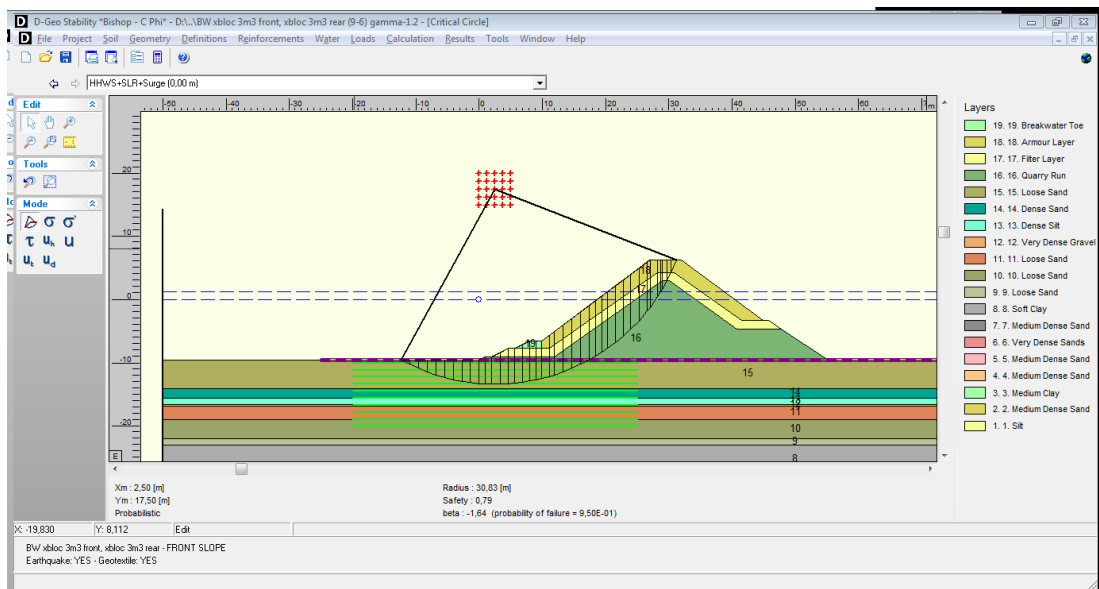 D-Geo Stability *Bishop - C Phi* - D:\..\BW xbloc 3m3 front, xbloc 3m3 rear (9-6) gamma-1.2 - [Critical Circle]
File Project Soil Geometry Definitions Reinforcements Water Loads Calculation Results Tools Window Help
HHWS+SLR+Surge (0,00 m)
Edit
Tools
Mode
σ σ'
τ u h u
u t u d
-50 -40 -30 -20 -10 0 10 20 30 40 50 60 m
20
10
0
-10
-20
E
18
17
19
16
15
14
13
11
10
9
8
Layers
19. 19. Breakwater Toe
18. 18. Armour Layer
17. 17. Filter Layer
16. 16. Quarry Run
15. 15. Loose Sand
14. 14. Dense Sand
13. 13. Dense Silt
12. 12. Very Dense Gravel
11. 11. Loose Sand
10. 10. Loose Sand
9. 9. Loose Sand
8. 8. Soft Clay
7. 7. Medium Dense Sand
6. 6. Very Dense Sands
5. 5. Medium Dense Sand
4. 4. Medium Dense Sand
3. 3. Medium Clay
2. 2. Medium Dense Sand
1. 1. Silt
Xm : 2,50 [m]
Ym : 17,50 [m]
Probabilistic
Radius : 30,83 [m]
Safety : 0,79
beta : -1,64 (probability of failure = 9,50E-01)
X: -19,830 Y: 8,112 Edit
BW xbloc 3m3 front, xbloc 3m3 rear - FRONT SLOPE
Earthquake: YES - Geotextile: YES